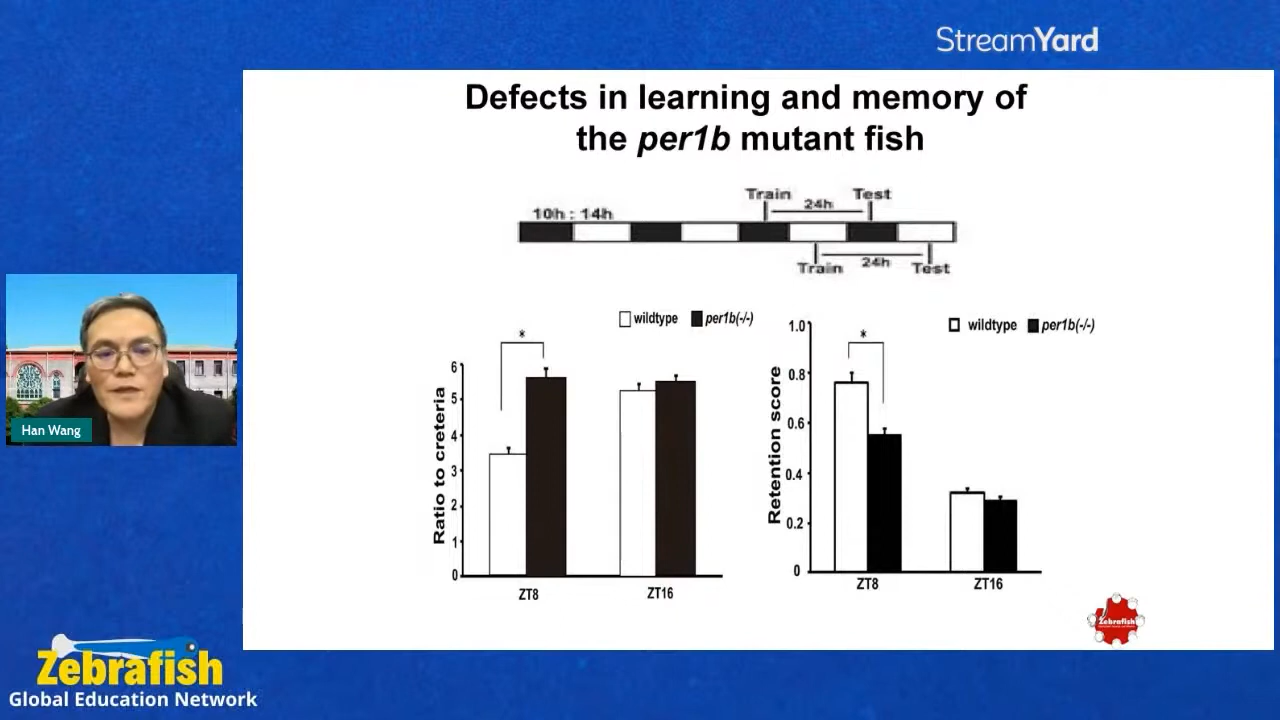 StreamYard
Defects in learning and memory of
the per1b mutant fish
Train
24h
Test
10h : 14h
Train
24h
Test
wildtype
per1b(-/-)
*
Ratio to creteria
6
5
4
3
2
1
0
ZT8
ZT16
wildtype
per1b(-/-)
*
Retention score
1.0
0.8
0.6
0.4
0.2
0
ZT8
ZT16
Han Wang
Zebrafish
Zebrafish
Global Education Network